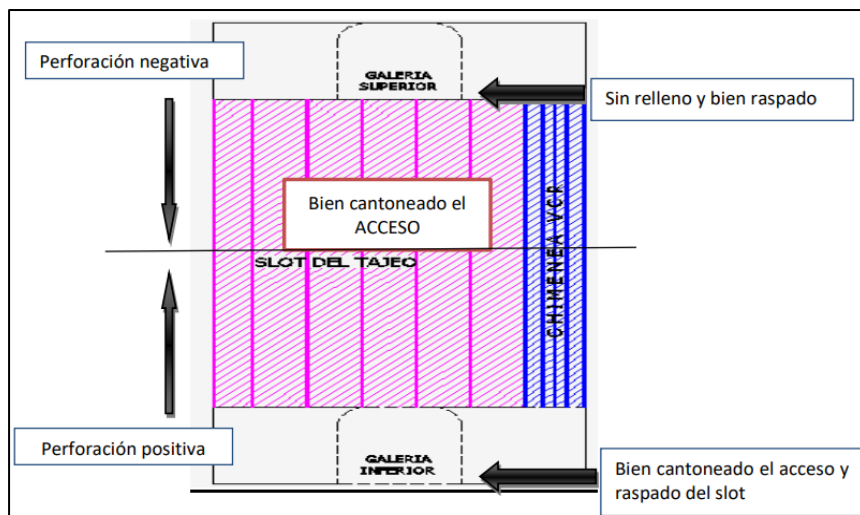 Perforación negativa
GALERIA
SUPERIOR
Sin relleno y bien raspado
Bien cantoneado el
ACCESO
SLOT DEL TAJEO
CHIMENEA VCR
Perforación positiva
GALERIA
INFERIOR
Bien cantoneado el acceso y
raspado del slot